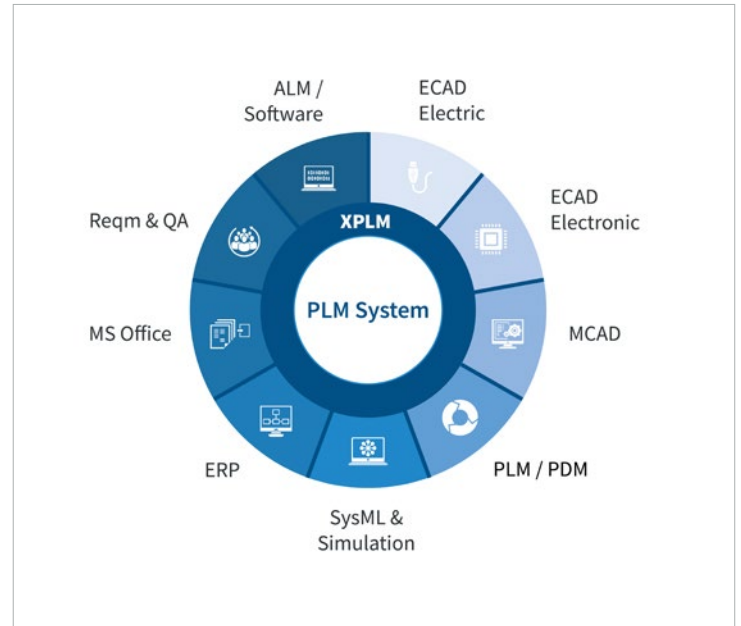 ALM /
Software
ECAD
Electric
Reqm & QA
XPLM
ECAD
Electronic
PLM System
MS Office
MCAD
ERP
PLM / PDM
SysML &
Simulation